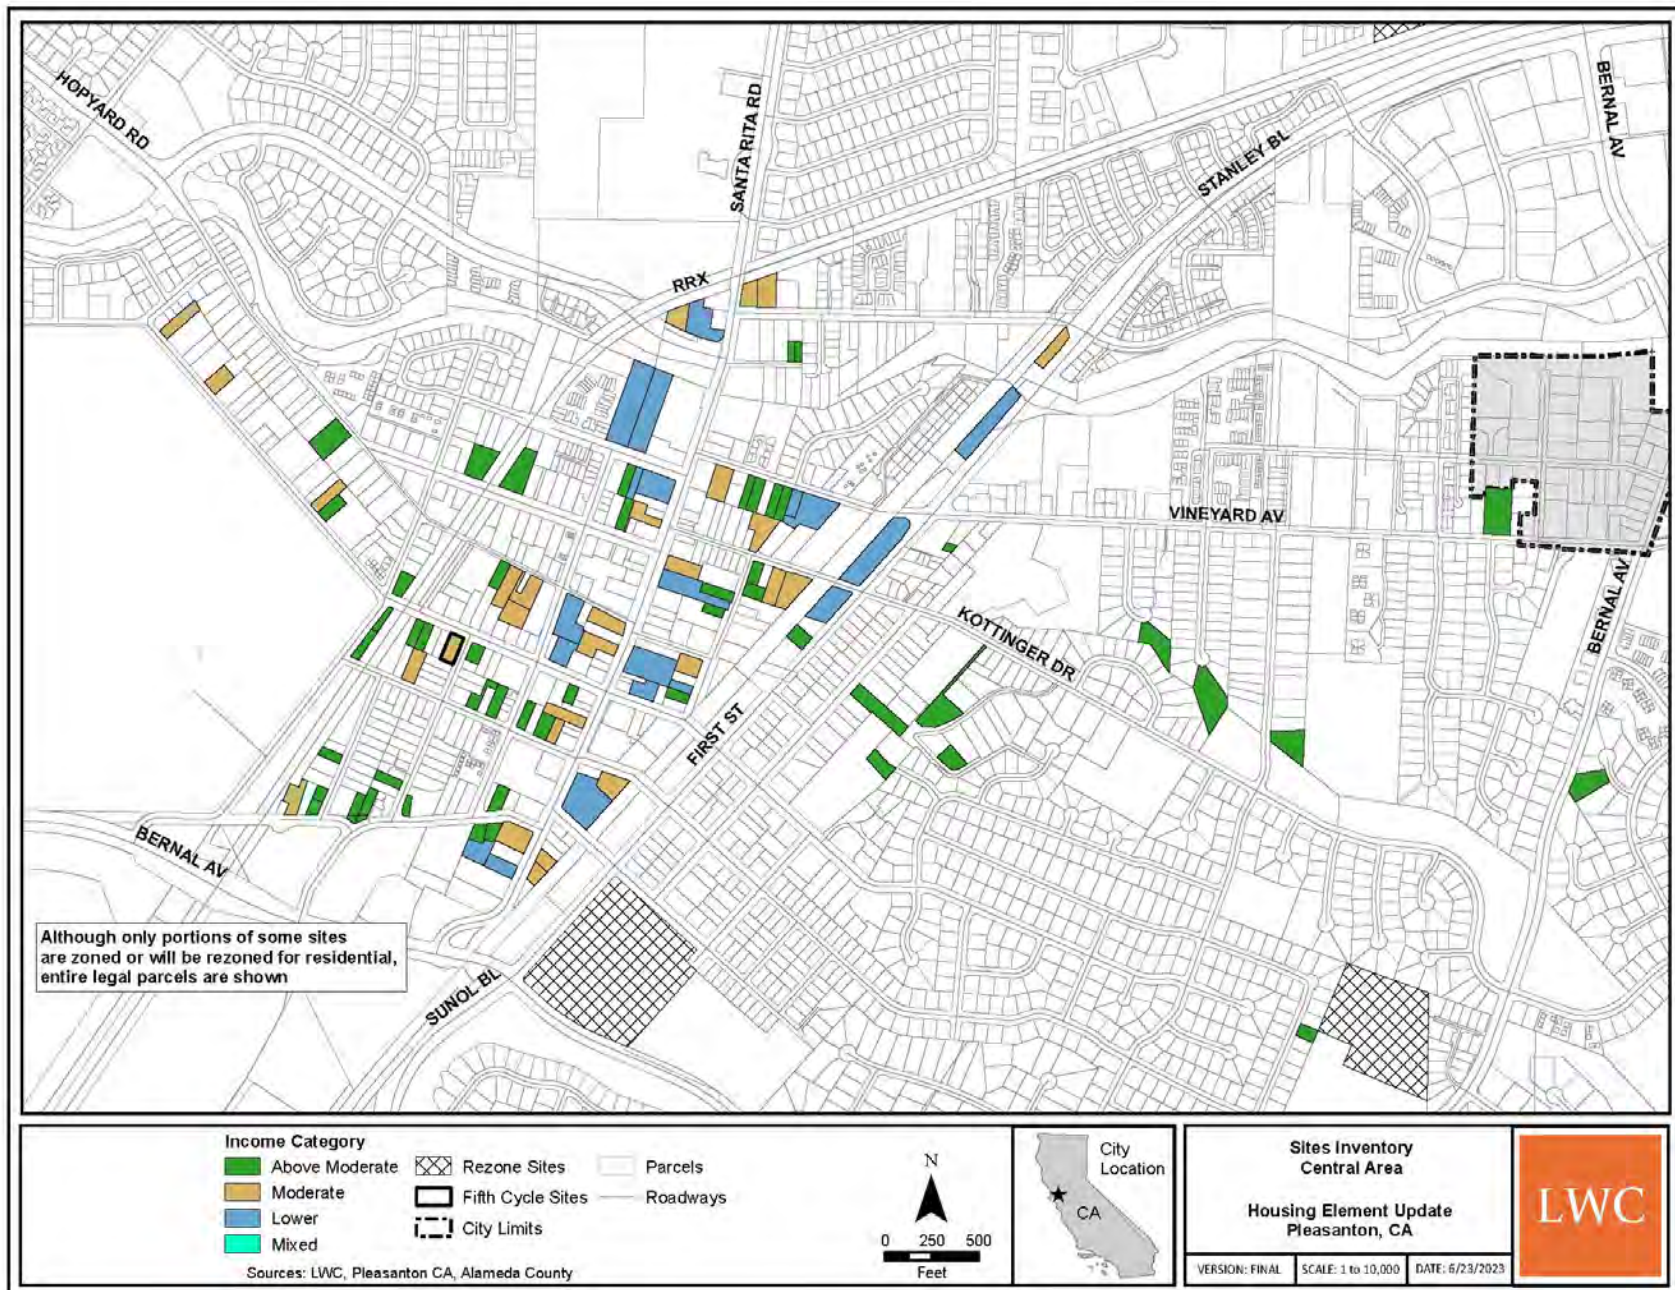 HOPYARD RD
SANTA RITA RD
BERNAL AV
STANLEY BL
RRX
VINEYARD AV
KOTTINGER DR
BERNAL AV
FIRST ST
BERNAL AV
SUNOL BL
Although only portions of some sites
are zoned or will be rezoned for residential,
entire legal parcels are shown
Income Category
Above Moderate
Moderate
Lower
Mixed
Rezone Sites
Fifth Cycle Sites
City Limits
Parcels
Roadways
Sources: LWC, Pleasanton CA, Alameda County
N
0 250 500
Feet
City
Location
CA
Sites Inventory
Central Area
Housing Element Update
Pleasanton, CA
VERSION: FINAL
SCALE: 1 to 10,000
DATE: 6/23/2023
LWC